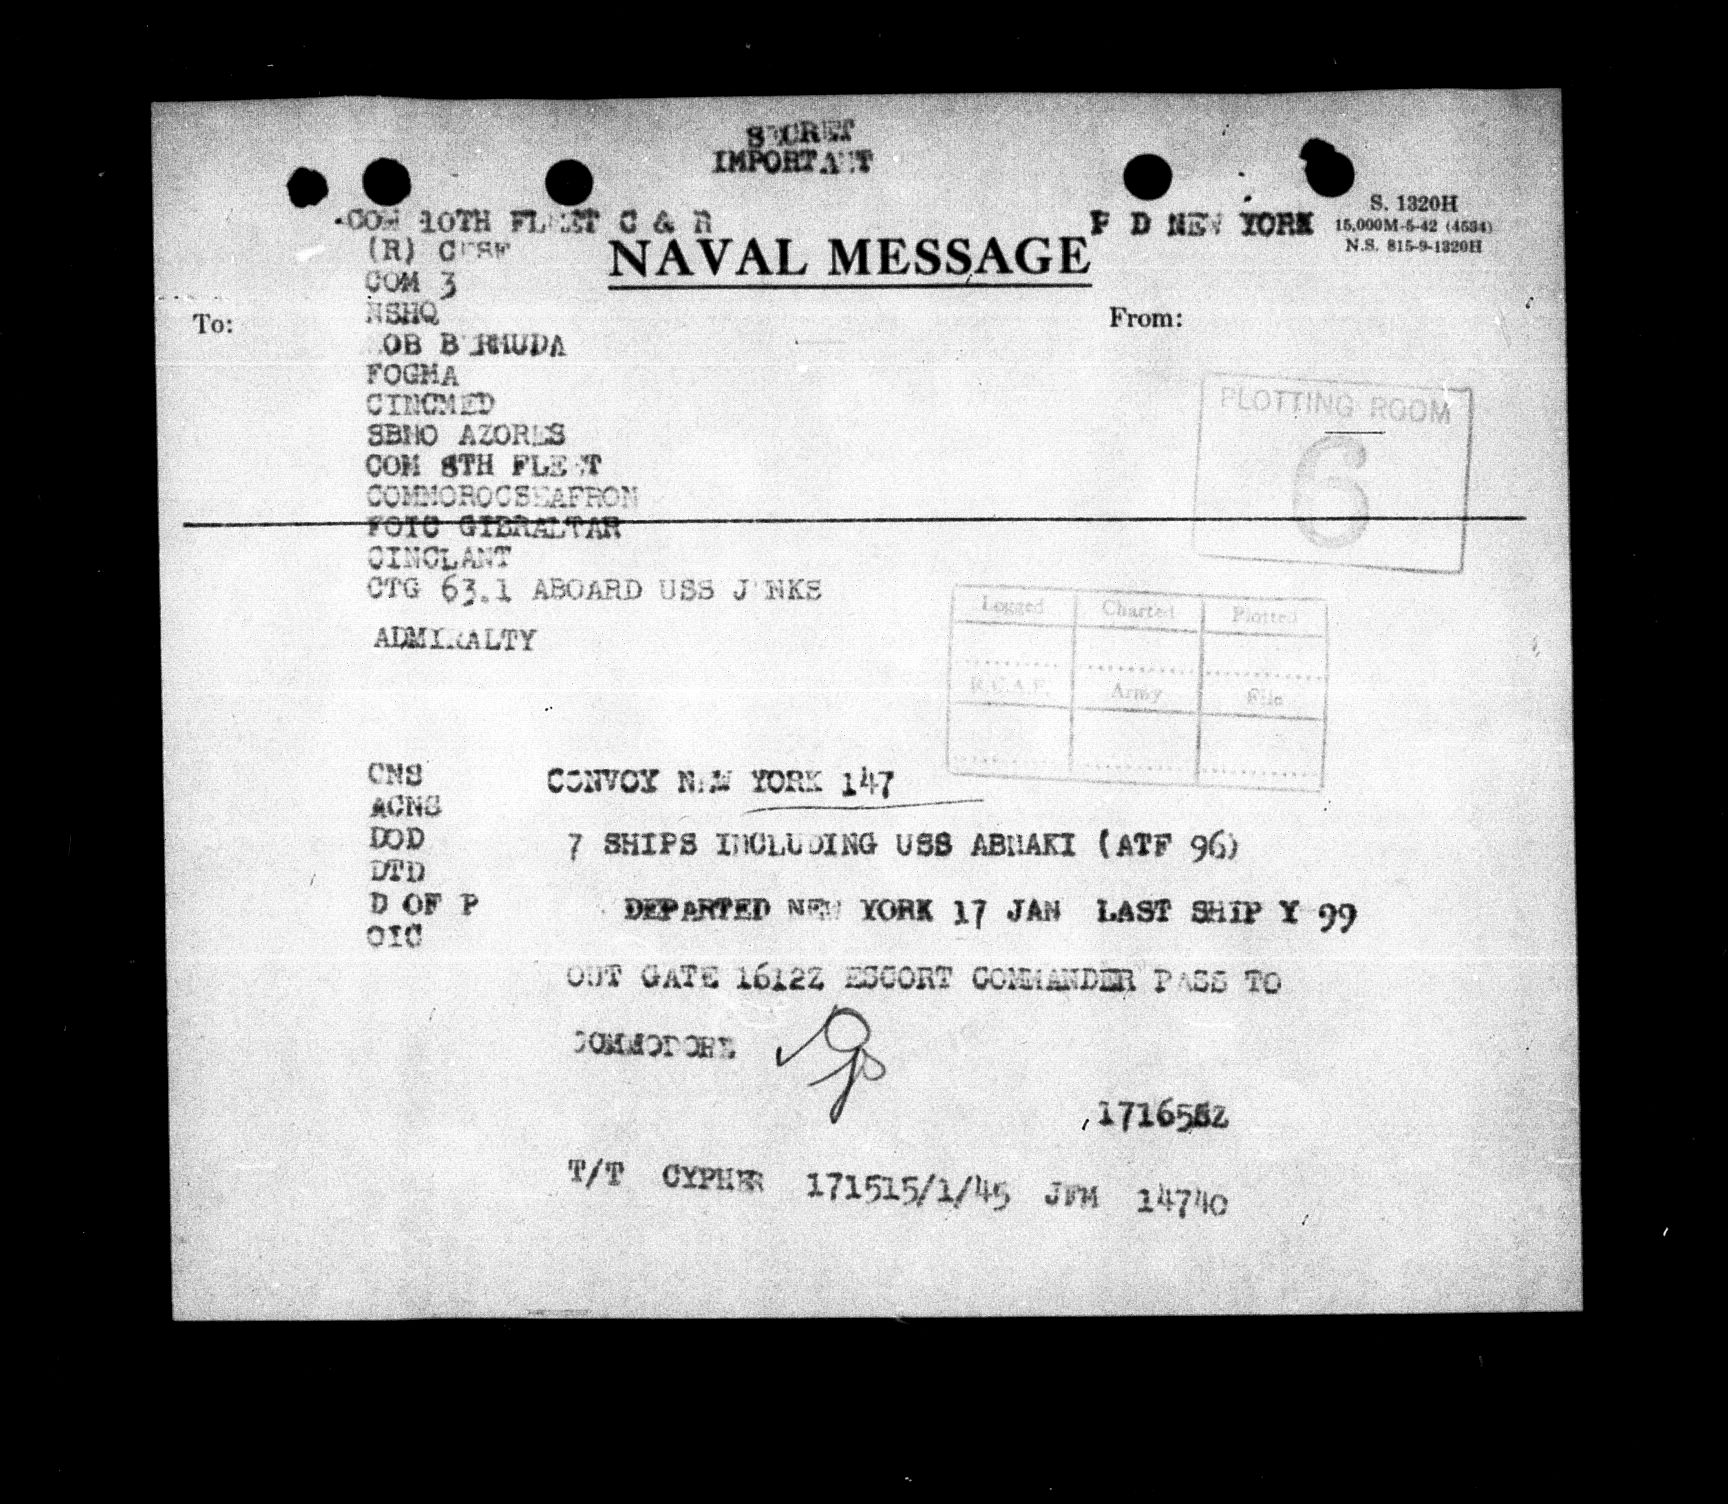 SECRET
IMPORTANT
COM 10TH FLEET C & R
P D NEW YORK
S. 1320H
15,000M-5-42 (4534)
N.S. 815-9-1320H
(R) CESF
NAVAL MESSAGE
COM 3
To:
NSHQ
From:
NOB BERMUDA
FOGMA
CINCMED
SBNO AZORES
COM 8TH FLEET
COMMOROCSEAFRON
FOIC GIBRALTAR
CINCLANT
CTG 63.1 ABOARD USS JENKS
ADMIRALTY
PLOTTING ROOM
6
Logged Charted Plotted
R.C.A.F. Army File
CNS
ACNS
DOD
DTD
D OF P
OIC
CONVOY NEW YORK 147
7 SHIPS INCLUDING USS ABNAKI (ATF 96)
DEPARTED NEW YORK 17 JAN LAST SHIP Y 99
OUT GATE 1612Z ESCORT COMMANDER PASS TO
COMMODORE
T/T CYPHER 171515/1/45 JFM 14740